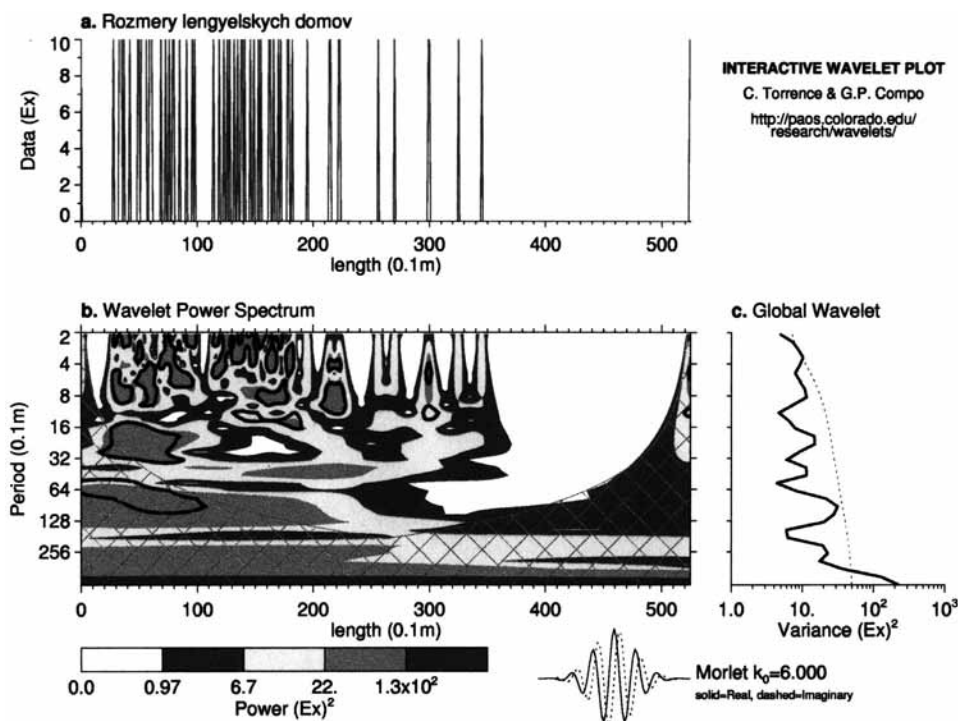 a. Rozmery lengyelskych domov
10
8
6
4
2
0
Data (Ex)
0 100 200 300 400 500
length (0.1m)
INTERACTIVE WAVELET PLOT
C. Torrence & G.P. Compo
http://paos.colorado.edu/
research/wavelets/
b. Wavelet Power Spectrum
2
4
8
16
32
64
128
256
Period (0.1m)
0 100 200 300 400 500
length (0.1m)
c. Global Wavelet
1.0 10. 10² 10³
Variance (Ex)²
0.0 0.97 6.7 22. 1.3x10²
Power (Ex)²
Morlet k₀=6.000
solid=Real, dashed=Imaginary